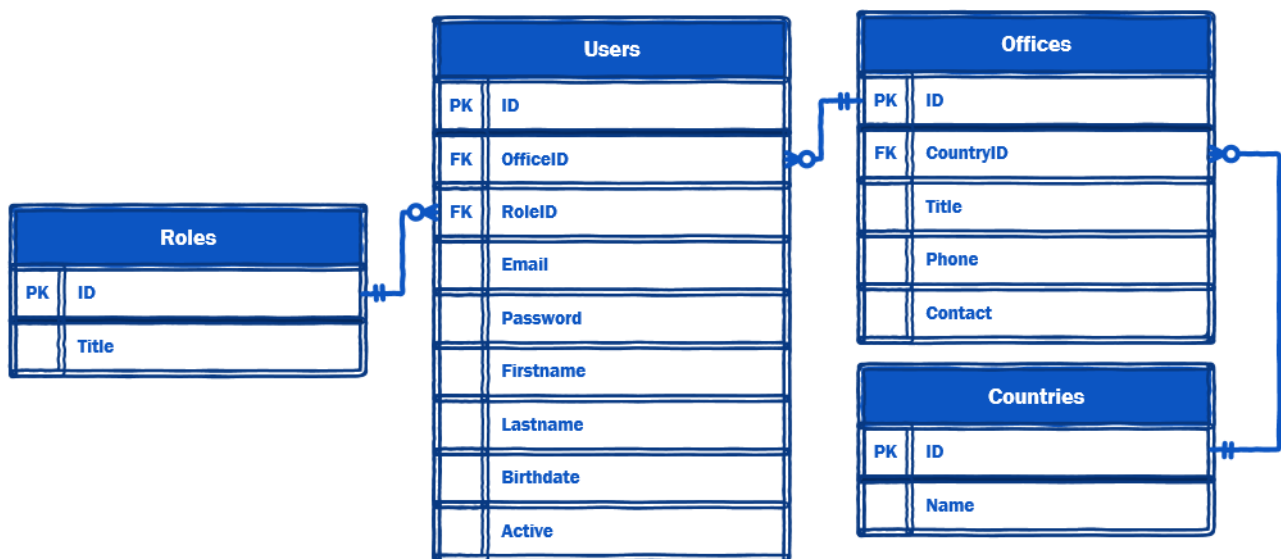 Roles
PK ID
Title
Users
PK ID
FK OfficeID
FK RoleID
Email
Password
Firstname
Lastname
Birthdate
Active
Offices
PK ID
FK CountryID
Title
Phone
Contact
Countries
PK ID
Name